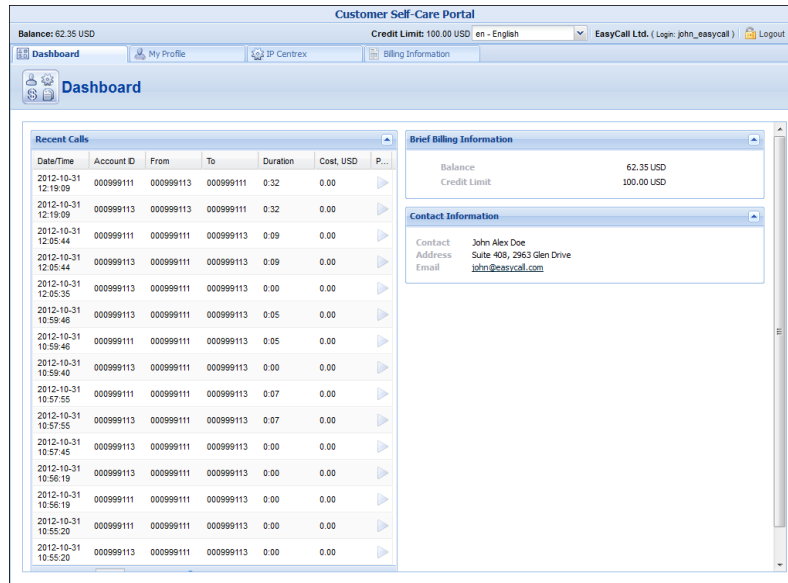 Customer Self-Care Portal
Balance: 62.35 USD Credit Limit: 100.00 USD en - English EasyCall Ltd. ( Login: john_easycall ) Logout
Dashboard My Profile IP Centrex Billing Information
Dashboard
Recent Calls
Date/Time Account ID From To Duration Cost, USD P...
2012-10-31
12:19:09 000999111 000999113 000999111 0:32 0.00
2012-10-31
12:19:09 000999113 000999113 000999111 0:32 0.00
2012-10-31
12:05:44 000999111 000999111 000999113 0:09 0.00
2012-10-31
12:05:44 000999113 000999111 000999113 0:09 0.00
2012-10-31
12:05:35 000999113 000999111 000999113 0:00 0.00
2012-10-31
10:59:46 000999113 000999111 000999113 0:05 0.00
2012-10-31
10:59:46 000999111 000999111 000999113 0:05 0.00
2012-10-31
10:59:40 000999113 000999111 000999113 0:00 0.00
2012-10-31
10:57:55 000999111 000999111 000999113 0:07 0.00
2012-10-31
10:57:55 000999113 000999111 000999113 0:07 0.00
2012-10-31
10:57:45 000999113 000999111 000999113 0:00 0.00
2012-10-31
10:56:19 000999113 000999111 000999113 0:00 0.00
2012-10-31
10:56:19 000999111 000999111 000999113 0:00 0.00
2012-10-31
10:55:20 000999111 000999111 000999113 0:00 0.00
2012-10-31
10:55:20 000999113 000999111 000999113 0:00 0.00
Brief Billing Information
Balance 62.35 USD
Credit Limit 100.00 USD
Contact Information
Contact John Alex Doe
Address Suite 408, 2963 Glen Drive
Email john@easycall.com